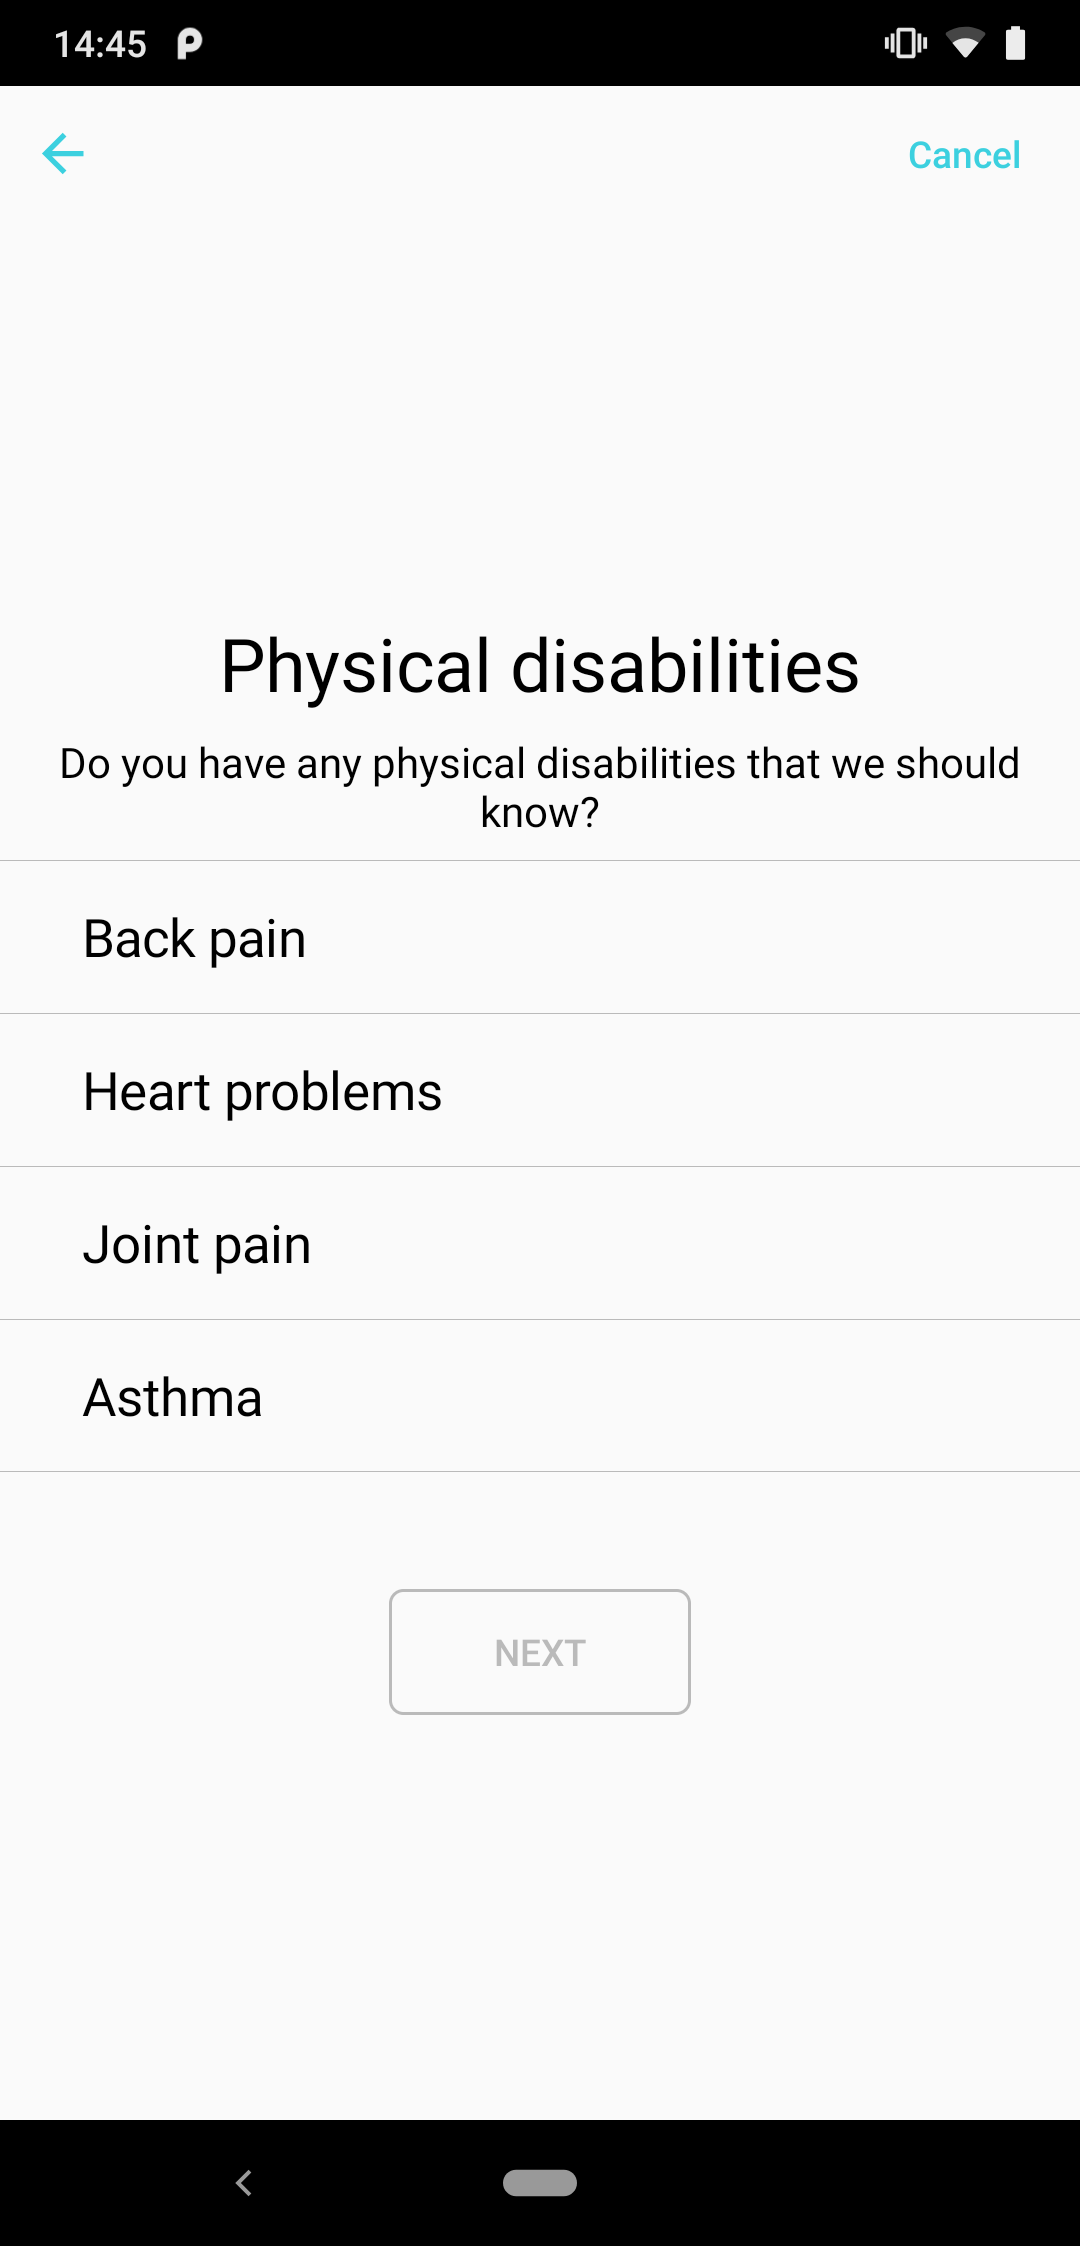 14:45
Cancel
Physical disabilities
Do you have any physical disabilities that we should
know?
Back pain
Heart problems
Joint pain
Asthma
NEXT